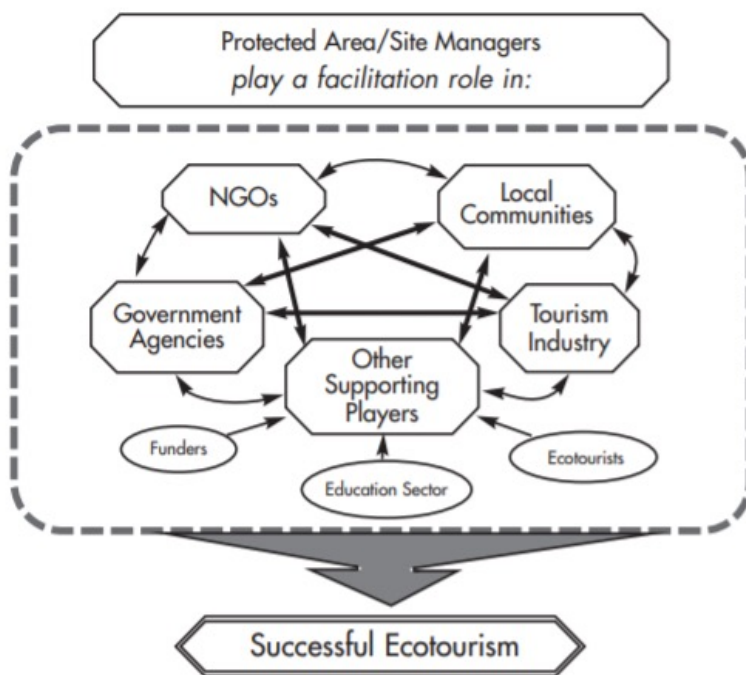 Protected Area/Site Managers
play a facilitation role in:
NGOs
Local
Communities
Government
Agencies
Tourism
Industry
Other
Supporting
Players
Funders
Education Sector
Ecotourists
Successful Ecotourism